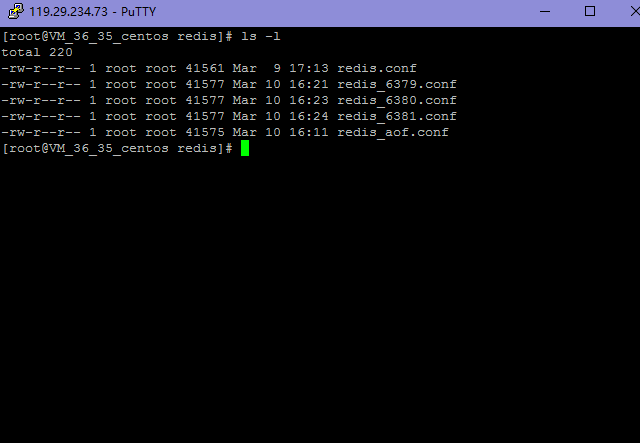 119.29.234.73 - PuTTY
[root@VM_36_35_centos redis]# ls -l
total 220
-rw-r--r-- 1 root root 41561 Mar  9 17:13 redis.conf
-rw-r--r-- 1 root root 41577 Mar 10 16:21 redis_6379.conf
-rw-r--r-- 1 root root 41577 Mar 10 16:23 redis_6380.conf
-rw-r--r-- 1 root root 41577 Mar 10 16:24 redis_6381.conf
-rw-r--r-- 1 root root 41575 Mar 10 16:11 redis_aof.conf
[root@VM_36_35_centos redis]#